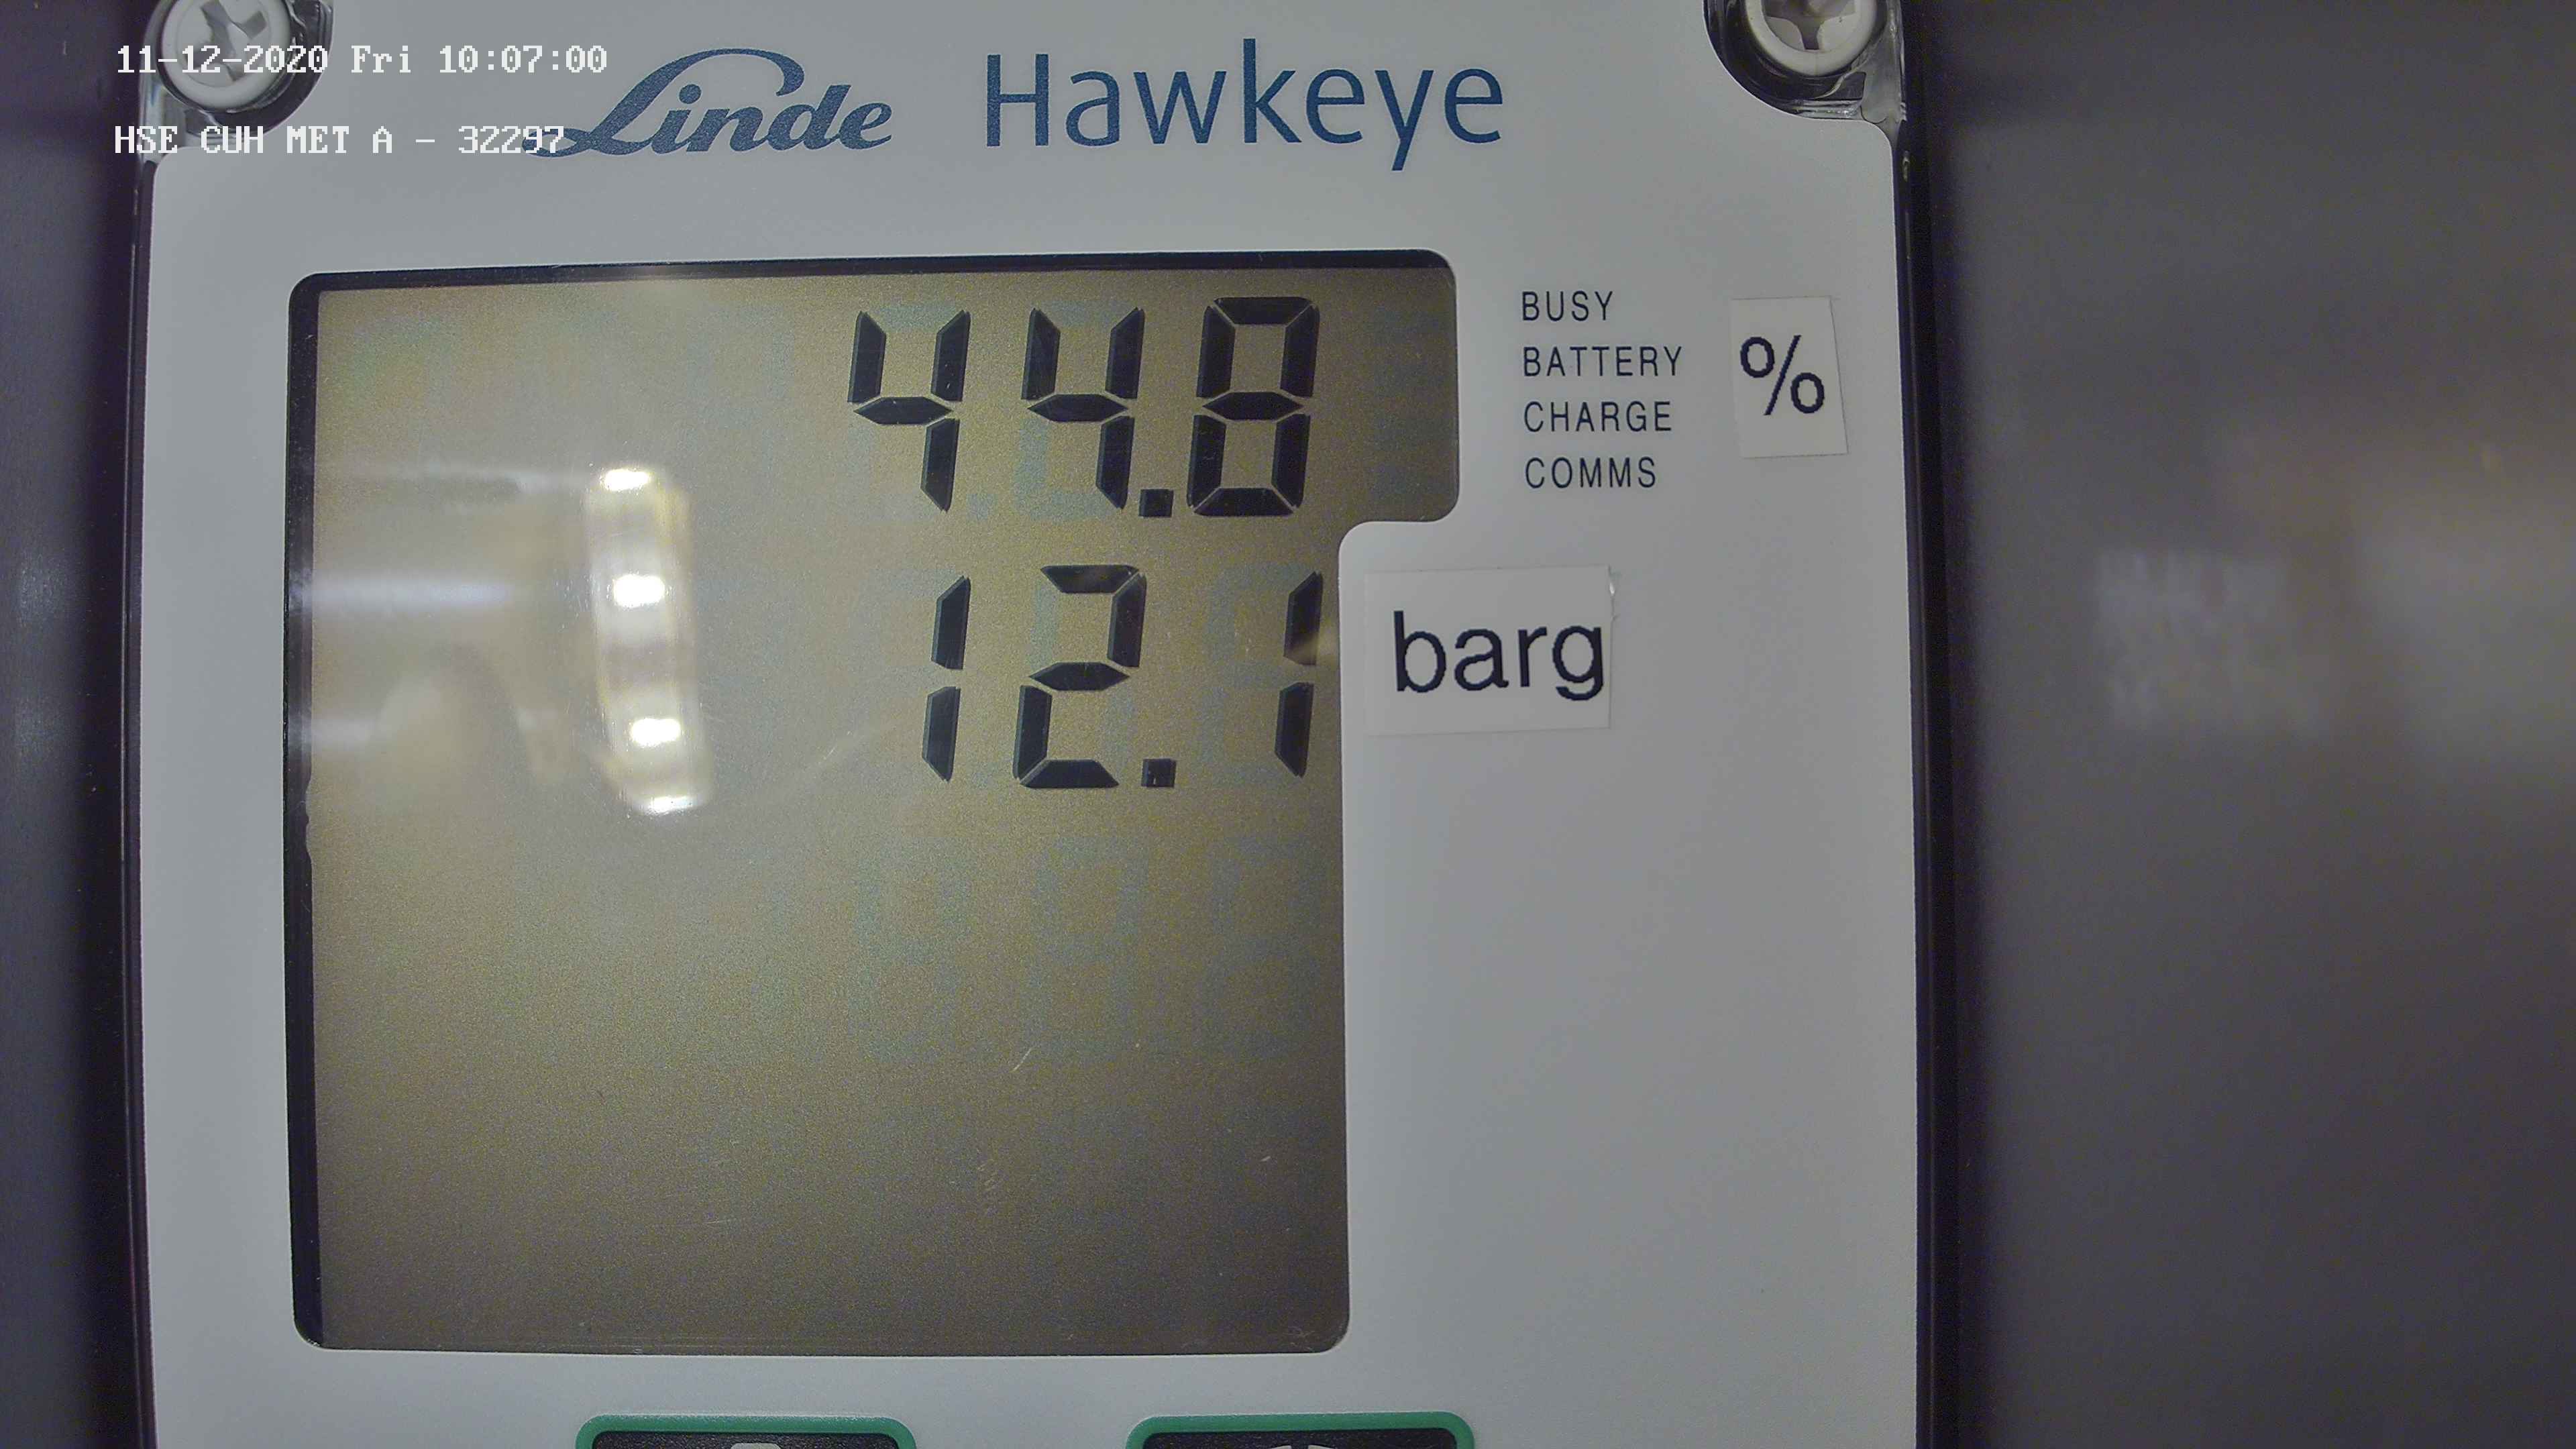 11-12-2020 Fri 10:07:00
Linde Hawkeye
HSE CUH MET A - 32297
44.8
BUSY
BATTERY
CHARGE
COMMS
%
12.1
barg